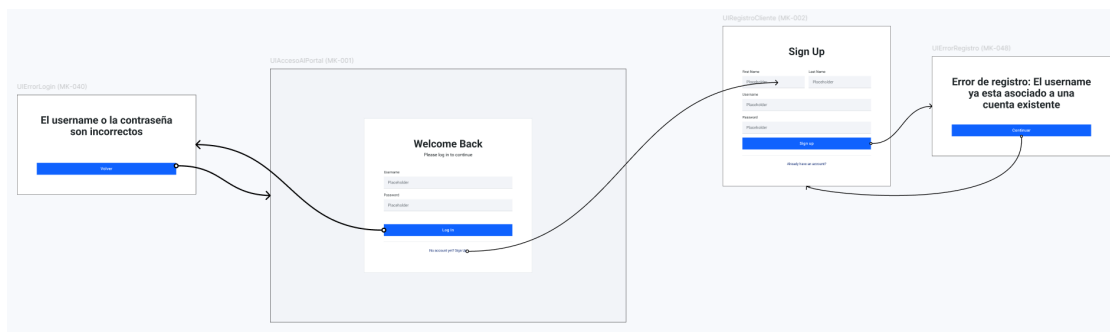 UIErrorLogin (MK-040)
El username o la contraseña
son incorrectos
Volver
UIAccesoAlPortal (MK-001)
Welcome Back
Please log in to continue
Username
Placeholder
Password
Placeholder
Log In
No account yet? Sign up
UIRegistroCliente (MK-002)
Sign Up
First Name
Last Name
Placeholder
Placeholder
Username
Placeholder
Password
Placeholder
Sign up
Already have an account?
UIErrorRegistro (MK-048)
Error de registro: El username
ya esta asociado a una
cuenta existente
Continuar